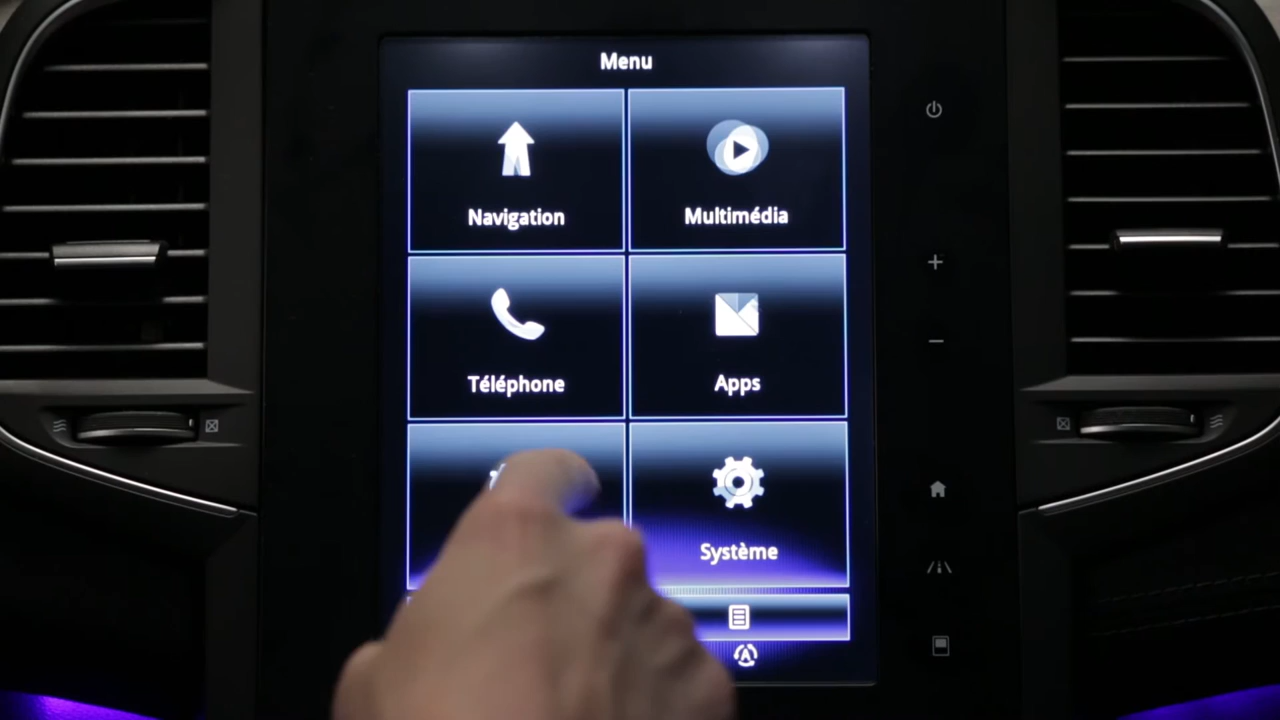 Menu
Navigation
Multimédia
Téléphone
Apps
Système